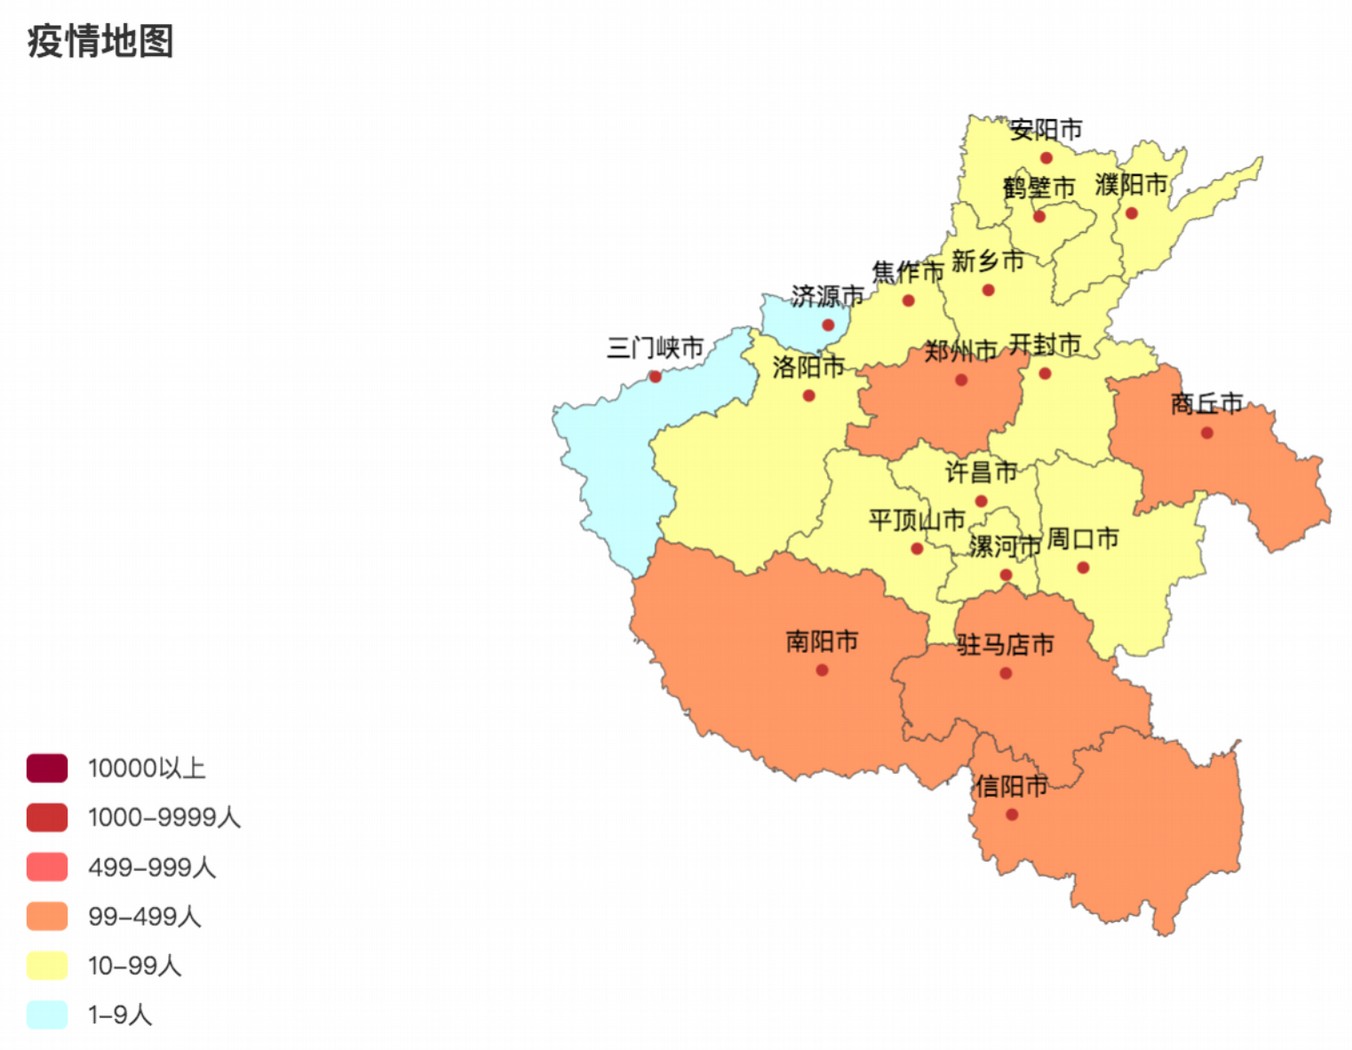 疫情地图
安阳市
鹤壁市
濮阳市
新乡市
焦作市
济源市
三门峡市
洛阳市
郑州市
开封市
商丘市
许昌市
平顶山市
漯河市
周口市
南阳市
驻马店市
信阳市
10000以上
1000-9999人
499-999人
99-499人
10-99人
1-9人